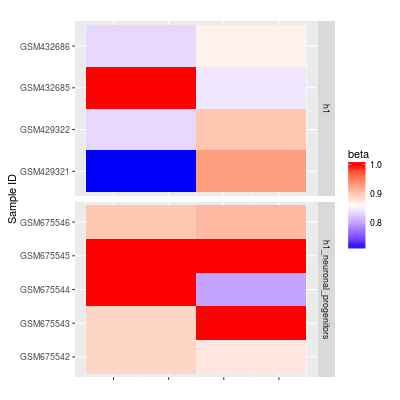 GSM432686
GSM432685
GSM429322
GSM429321
h1
GSM675546
GSM675545
GSM675544
GSM675543
GSM675542
h1_neuronal_progenitors
Sample ID
beta
1.0
0.9
0.8